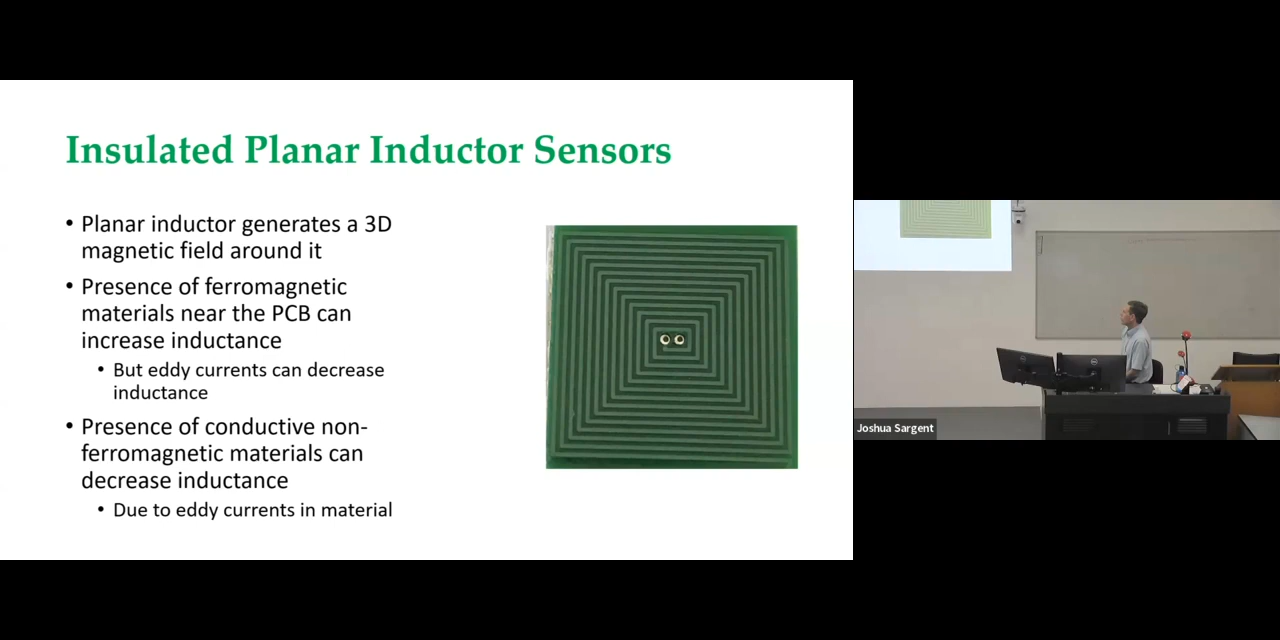 Insulated Planar Inductor Sensors
• Planar inductor generates a 3D
magnetic field around it
• Presence of ferromagnetic
materials near the PCB can
increase inductance
• But eddy currents can decrease
inductance
• Presence of conductive non-
ferromagnetic materials can
decrease inductance
• Due to eddy currents in material
Joshua Sargent